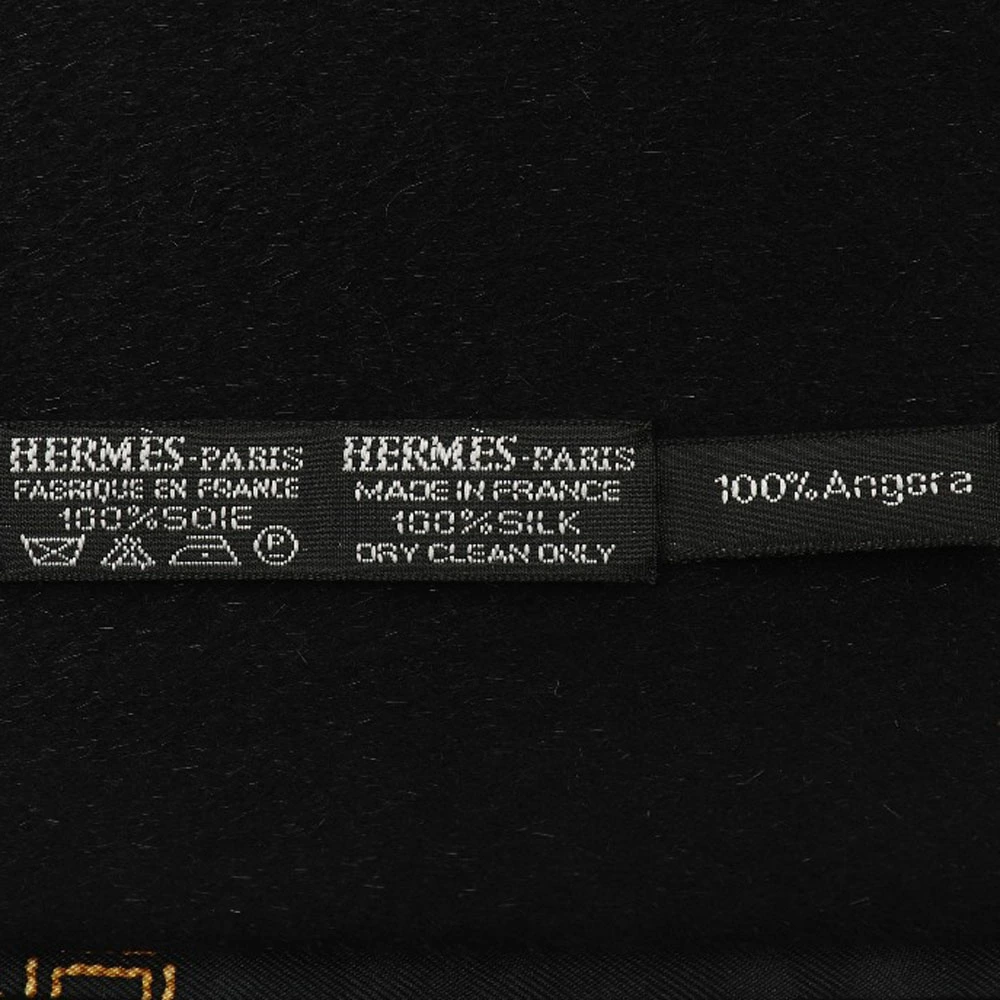 HERMÈS-PARIS
FABRIQUE EN FRANCE
100%SOIE
P
HERMÈS-PARIS
MADE IN FRANCE
100%SILK
DRY CLEAN ONLY
100%Angora